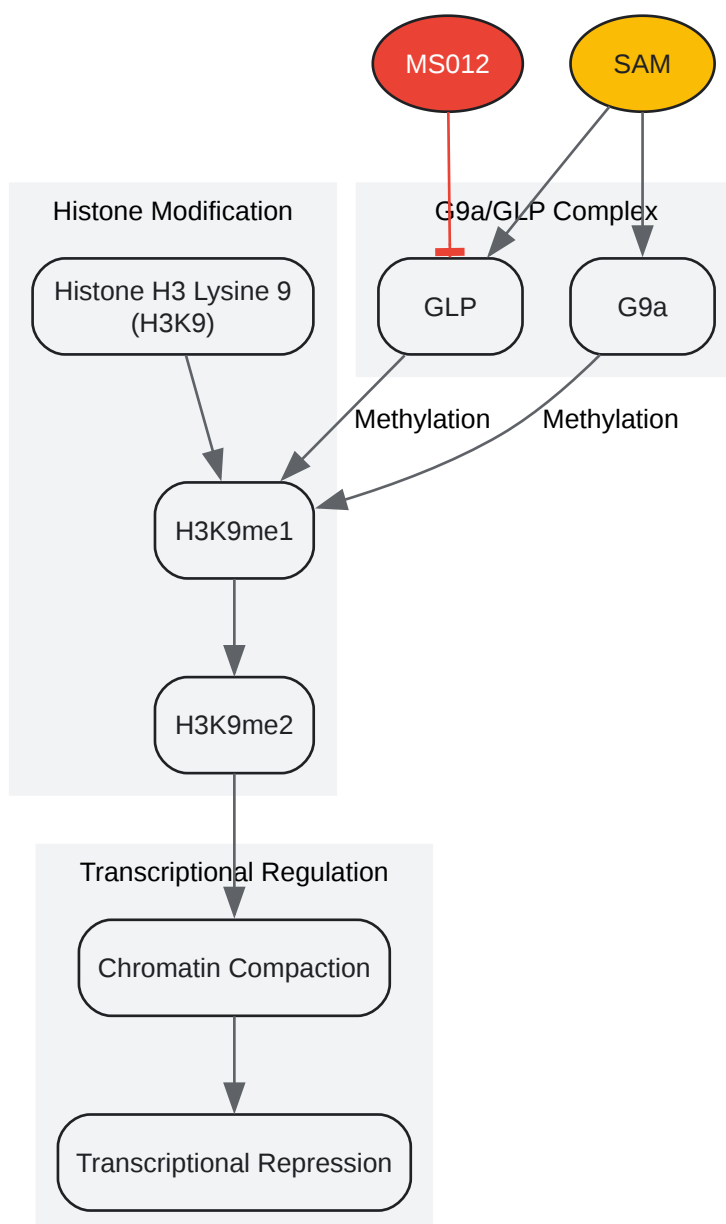 MS012
SAM
Histone Modification
G9a/GLP Complex
Histone H3 Lysine 9
(H3K9)
GLP
G9a
Methylation
Methylation
H3K9me1
H3K9me2
Transcriptional Regulation
Chromatin Compaction
Transcriptional Repression